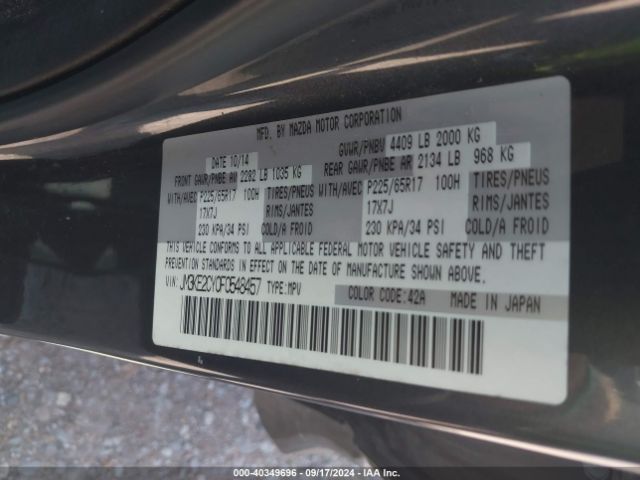 MFD. BY MAZDA MOTOR CORPORATION
DATE 10/14 GVWR/PNBV 4409 LB 2000 KG
FRONT GAWR/PNBE AV 2282 LB 1035 KG REAR GAWR/PNBE AR 2134 LB 968 KG
WITH/AVEC P225/65R17 100H TIRES/PNEUS WITH/AVEC P225/65R17 100H TIRES/PNEUS
17X7J RIMS/JANTES 17X7J RIMS/JANTES
230 KPA/34 PSI COLD/A FROID 230 KPA/34 PSI COLD/A FROID
THIS VEHICLE CONFORMS TO ALL APPLICABLE FEDERAL MOTOR VEHICLE SAFETY AND THEFT
PREVENTION STANDARDS IN EFFECT ON THE DATE OF MANUFACTURE SHOWN ABOVE.
VIN: JM3KE2CY0F0548457 TYPE:MPV COLOR CODE:42A MADE IN JAPAN
000-40349696 - 09/17/2024 - IAAI.com